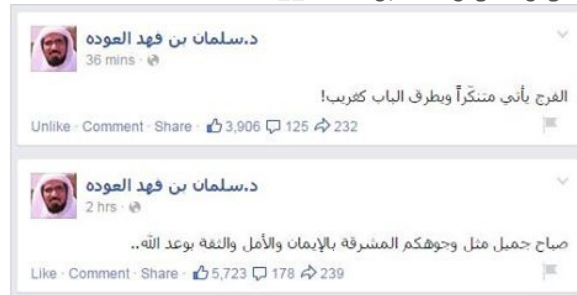 د.سلمان بن فهد العوده
36 mins ·
الفرج يأتي متنكّراً ويطرق الباب كغريب!
Unlike · Comment · Share · 3,906 125 232
د.سلمان بن فهد العوده
2 hrs ·
صباح جميل مثل وجوهكم المشرقة بالإيمان والأمل والثقة بوعد الله..
Like · Comment · Share · 5,723 178 239